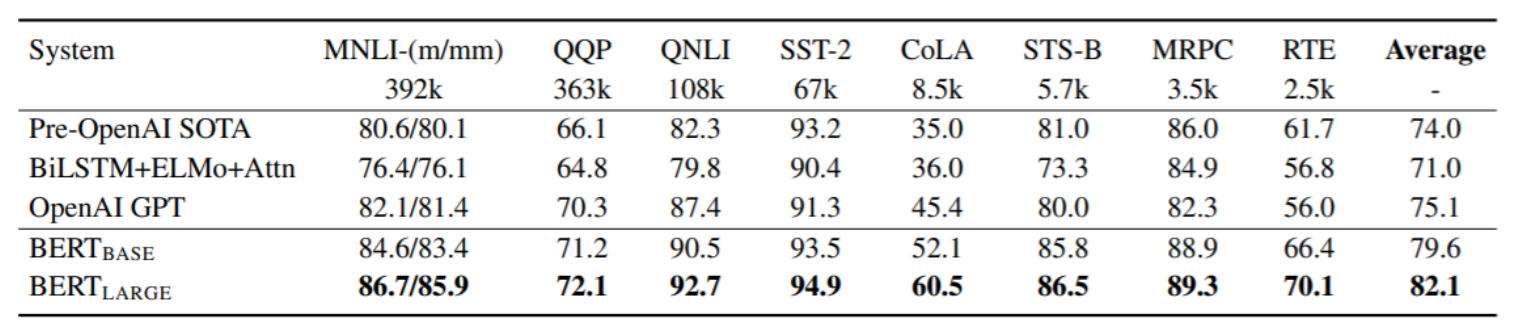 System MNLI-(m/mm) QQP QNLI SST-2 CoLA STS-B MRPC RTE Average
392k 363k 108k 67k 8.5k 5.7k 3.5k 2.5k -
Pre-OpenAI SOTA 80.6/80.1 66.1 82.3 93.2 35.0 81.0 86.0 61.7 74.0
BiLSTM+ELMo+Attn 76.4/76.1 64.8 79.8 90.4 36.0 73.3 84.9 56.8 71.0
OpenAI GPT 82.1/81.4 70.3 87.4 91.3 45.4 80.0 82.3 56.0 75.1
BERTBASE 84.6/83.4 71.2 90.5 93.5 52.1 85.8 88.9 66.4 79.6
BERTLARGE 86.7/85.9 72.1 92.7 94.9 60.5 86.5 89.3 70.1 82.1